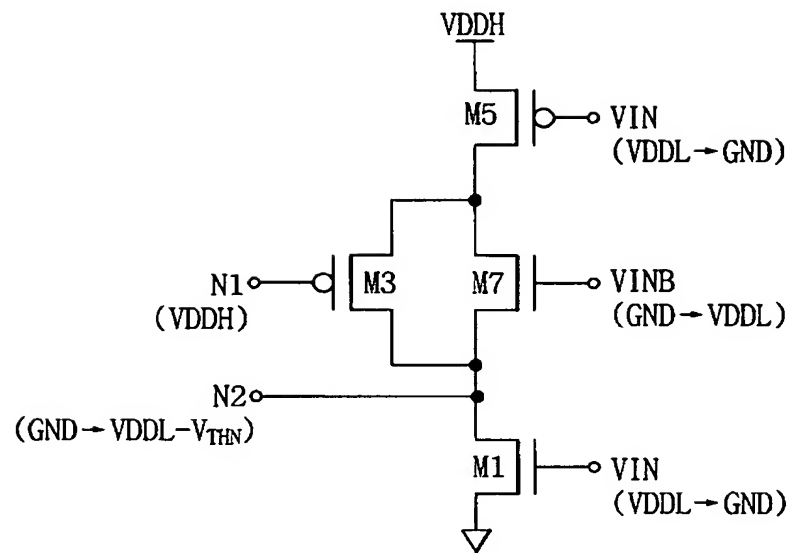 VDDH
M5
VIN
(VDDL→GND)
N1
(VDDH)
M3
M7
VINB
(GND→VDDL)
N2
(GND→VDDL-VTHN)
M1
VIN
(VDDL→GND)